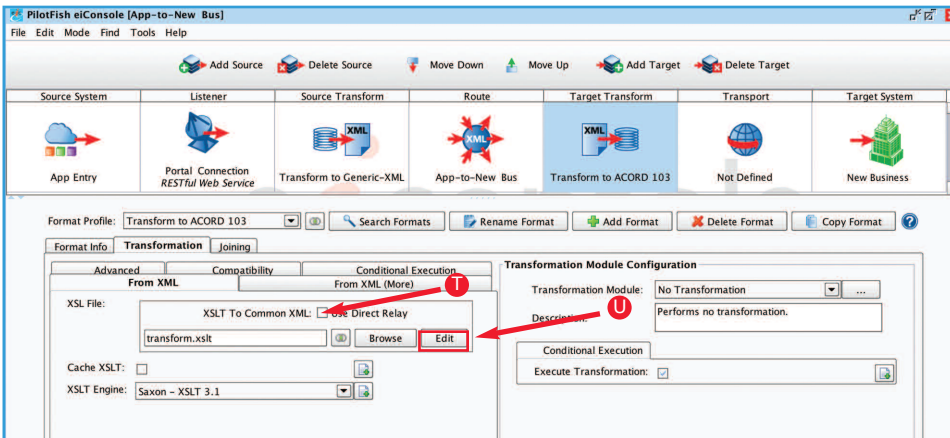 PilotFish eiConsole [App-to-New Bus]
File Edit Mode Find Tools Help
Add Source Delete Source Move Down Move Up Add Target Delete Target
Source System Listener Source Transform Route Target Transform Transport Target System
XML XML XML
App Entry Portal Connection Transform to Generic-XML App-to-New Bus Transform to ACORD 103 Not Defined New Business
RESTful Web Service
Format Profile: Transform to ACORD 103 Search Formats Rename Format Add Format Delete Format Copy Format ?
Format Info Transformation Joining
Advanced Compatibility Conditional Execution
From XML From XML (More)
T
XSL File:
XSLT To Common XML: Use Direct Relay
transform.xslt Browse Edit
Cache XSLT:
XSLT Engine: Saxon - XSLT 3.1
Transformation Module Configuration
Transformation Module: No Transformation ...
U
Description: Performs no transformation.
Conditional Execution
Execute Transformation: